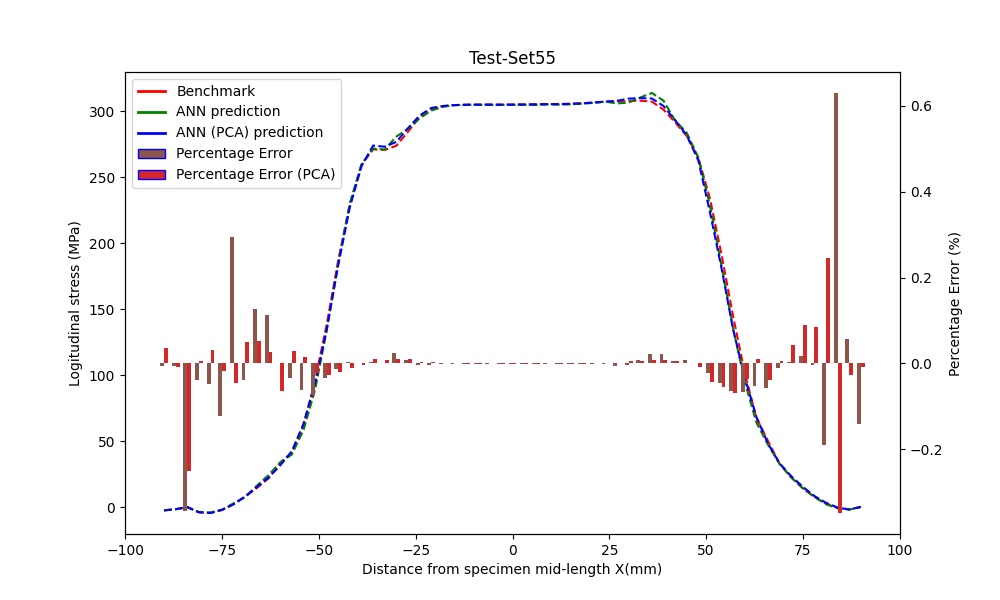 Test-Set55
Benchmark
ANN prediction
ANN (PCA) prediction
Percentage Error
Percentage Error (PCA)
300
250
200
150
100
50
0
Logitudinal stress (MPa)
0.6
0.4
0.2
0.0
−0.2
Percentage Error (%)
−100 −75 −50 −25 0 25 50 75 100
Distance from specimen mid-length X(mm)